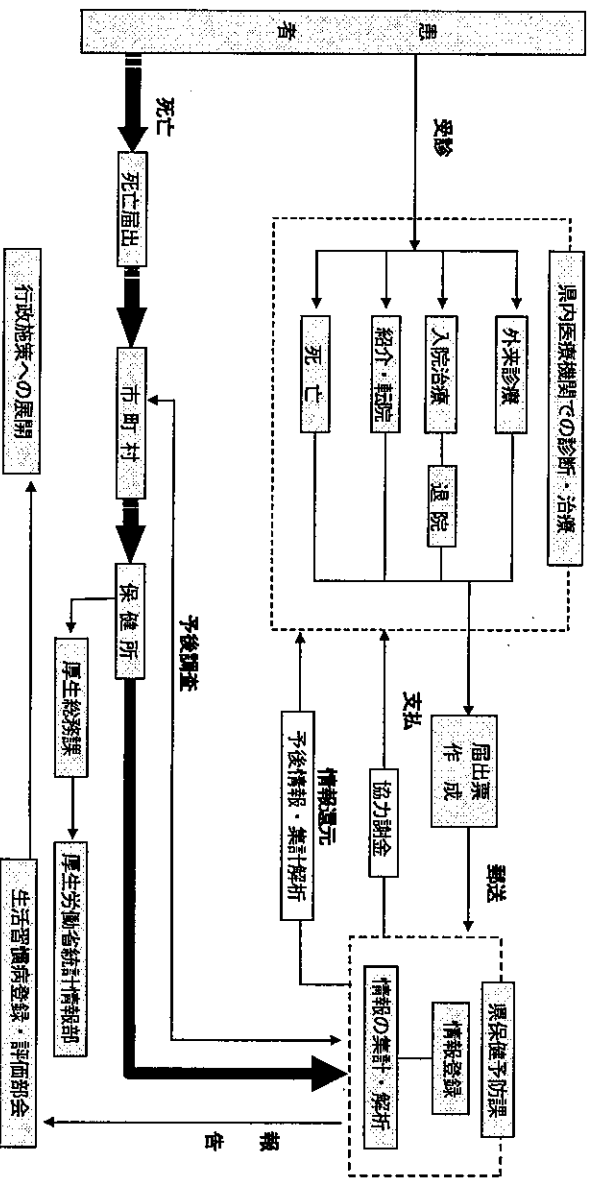 患者
受診
死亡
県内医療機関での診断・治療
外来診療
入院治療
退院
紹介・転院
死亡
届出票
作成
郵送
支払
協力謝金
情報還元
予後情報・集計解析
県保健予防課
情報登録
情報の集計・解析
死亡届出
市町村
保健所
予後調査
厚生総務課
厚生労働省統計情報部
報告
生活習慣病登録・評価部会
行政施策への展開